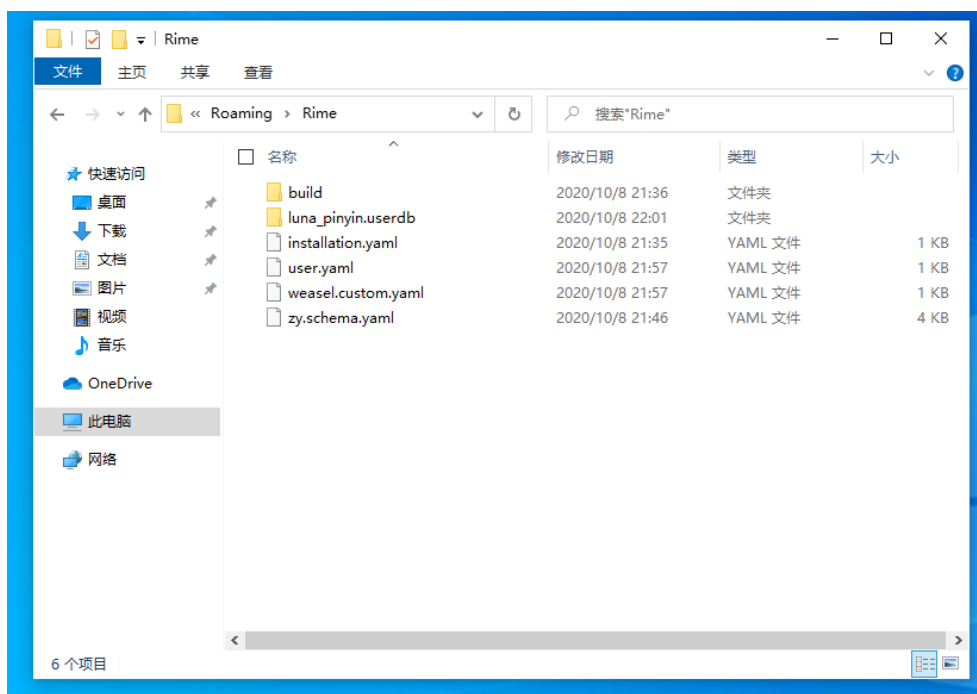 Rime
文件 主页 共享 查看
« Roaming › Rime 搜索"Rime"
名称 修改日期 类型 大小
快速访问
桌面
下载
文档
图片
视频
音乐
OneDrive
此电脑
网络
build 2020/10/8 21:36 文件夹
luna_pinyin.userdb 2020/10/8 22:01 文件夹
installation.yaml 2020/10/8 21:35 YAML 文件 1 KB
user.yaml 2020/10/8 21:57 YAML 文件 1 KB
weasel.custom.yaml 2020/10/8 21:57 YAML 文件 1 KB
zy.schema.yaml 2020/10/8 21:46 YAML 文件 4 KB
6 个项目